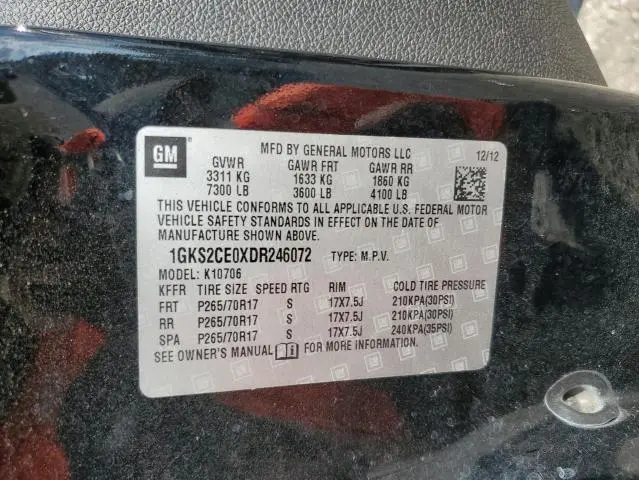 GM
MFD BY GENERAL MOTORS LLC 12/12
GVWR GAWR FRT GAWR RR
3311 KG 1633 KG 1860 KG
7300 LB 3600 LB 4100 LB
THIS VEHICLE CONFORMS TO ALL APPLICABLE U.S. FEDERAL MOTOR
VEHICLE SAFETY STANDARDS IN EFFECT ON THE DATE OF
MANUFACTURE SHOWN ABOVE.
1GKS2CE0XDR246072 TYPE: M.P.V.
MODEL: K10706
KFFR TIRE SIZE SPEED RTG RIM COLD TIRE PRESSURE
FRT P265/70R17 S 17X7.5J 210KPA(30PSI)
RR P265/70R17 S 17X7.5J 210KPA(30PSI)
SPA P265/70R17 S 17X7.5J 240KPA(35PSI)
SEE OWNER'S MANUAL FOR MORE INFORMATION.